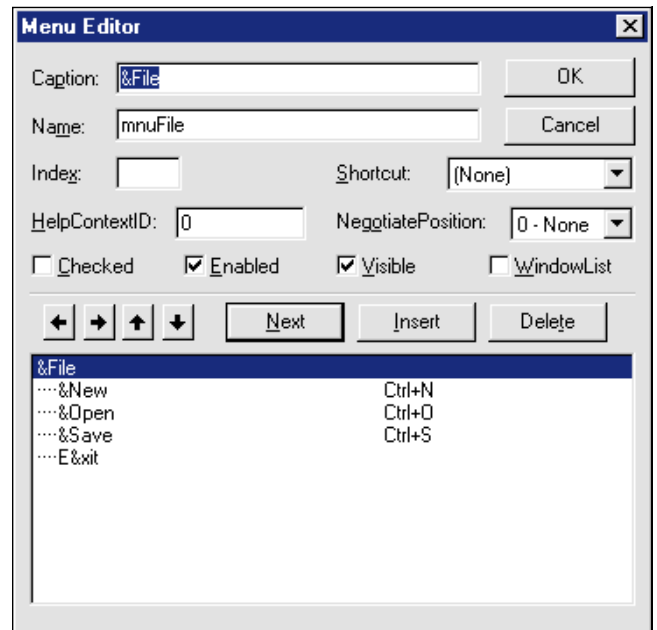 Menu Editor
Caption: &File OK
Name: mnuFile Cancel
Index: Shortcut: (None)
HelpContextID: 0 NegotiatePosition: 0 - None
Checked Enabled Visible WindowList
Next Insert Delete
&File
····&New Ctrl+N
····&Open Ctrl+O
····&Save Ctrl+S
····E&xit